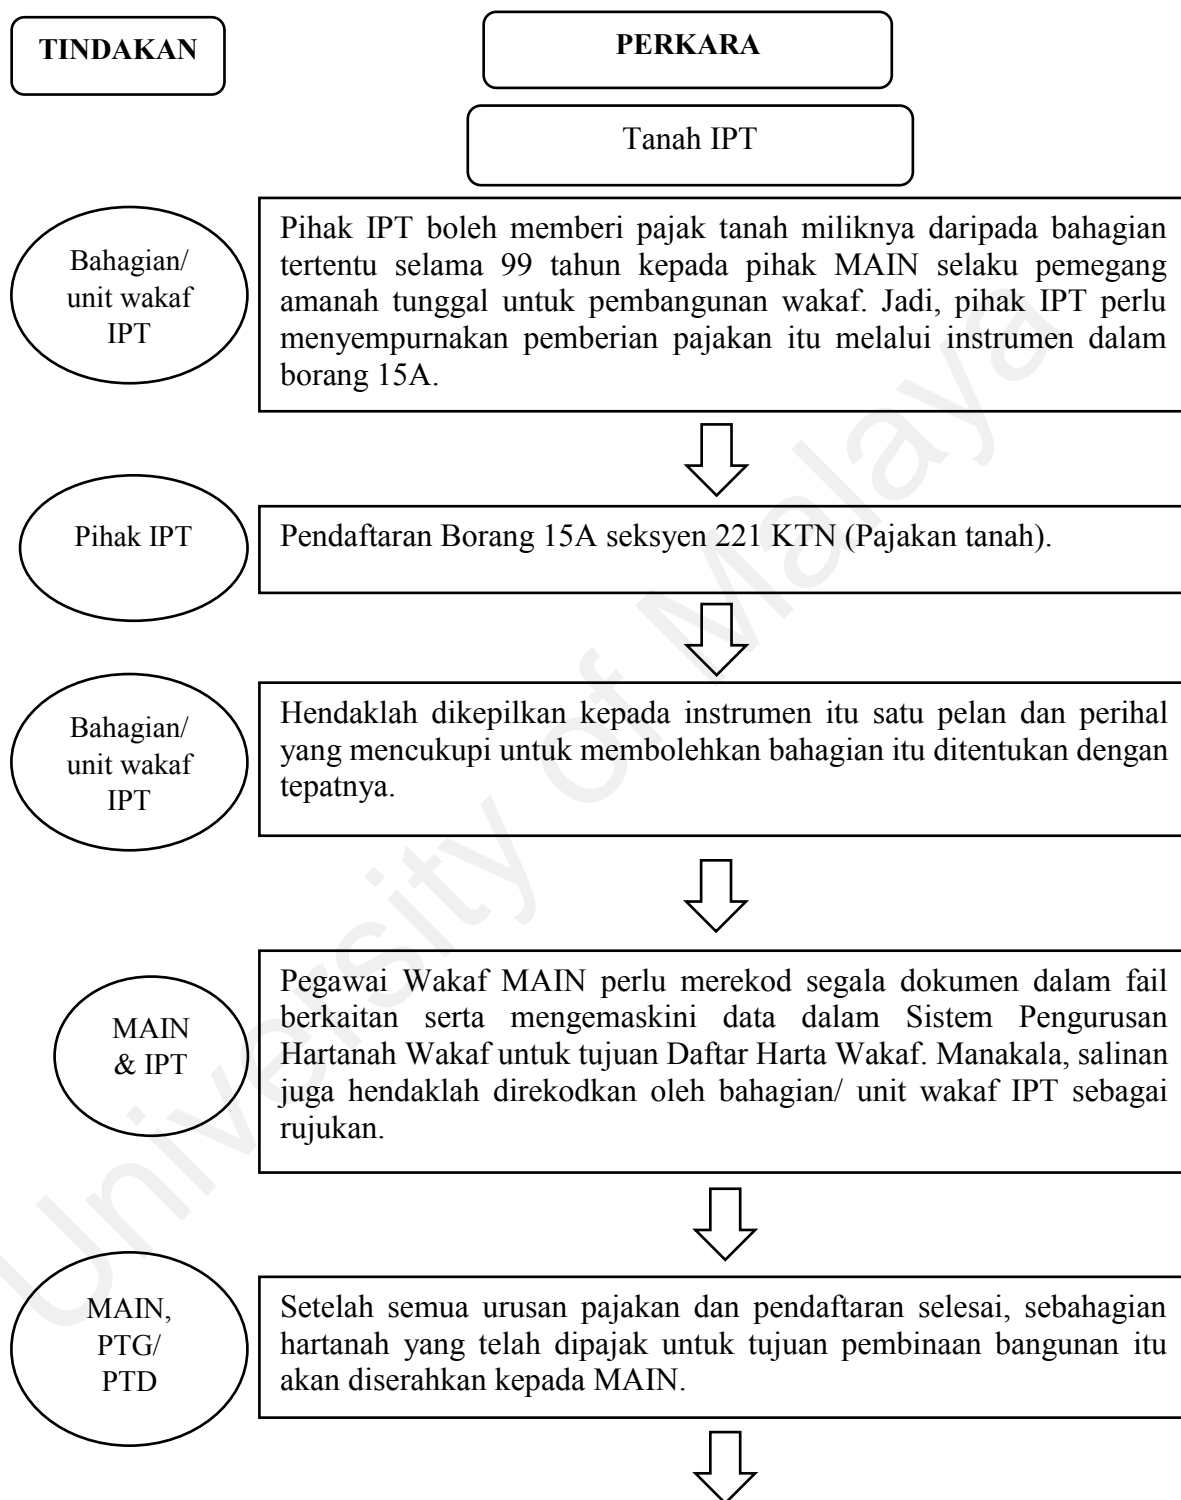 TINDAKAN
PERKARA
Tanah IPT
Bahagian/
unit wakaf
IPT
Pihak IPT boleh memberi pajak tanah miliknya daripada bahagian
tertentu selama 99 tahun kepada pihak MAIN selaku pemegang
amanah tunggal untuk pembangunan wakaf. Jadi, pihak IPT perlu
menyempurnakan pemberian pajakan itu melalui instrumen dalam
borang 15A.
Pihak IPT
Pendaftaran Borang 15A seksyen 221 KTN (Pajakan tanah).
Bahagian/
unit wakaf
IPT
Hendaklah dikepilkan kepada instrumen itu satu pelan dan perihal
yang mencukupi untuk membolehkan bahagian itu ditentukan dengan
tepatnya.
MAIN
& IPT
Pegawai Wakaf MAIN perlu merekod segala dokumen dalam fail
berkaitan serta mengemaskini data dalam Sistem Pengurusan
Hartanah Wakaf untuk tujuan Daftar Harta Wakaf. Manakala, salinan
juga hendaklah direkodkan oleh bahagian/ unit wakaf IPT sebagai
rujukan.
MAIN,
PTG/
PTD
Setelah semua urusan pajakan dan pendaftaran selesai, sebahagian
hartanah yang telah dipajak untuk tujuan pembinaan bangunan itu
akan diserahkan kepada MAIN.
University of Malaya